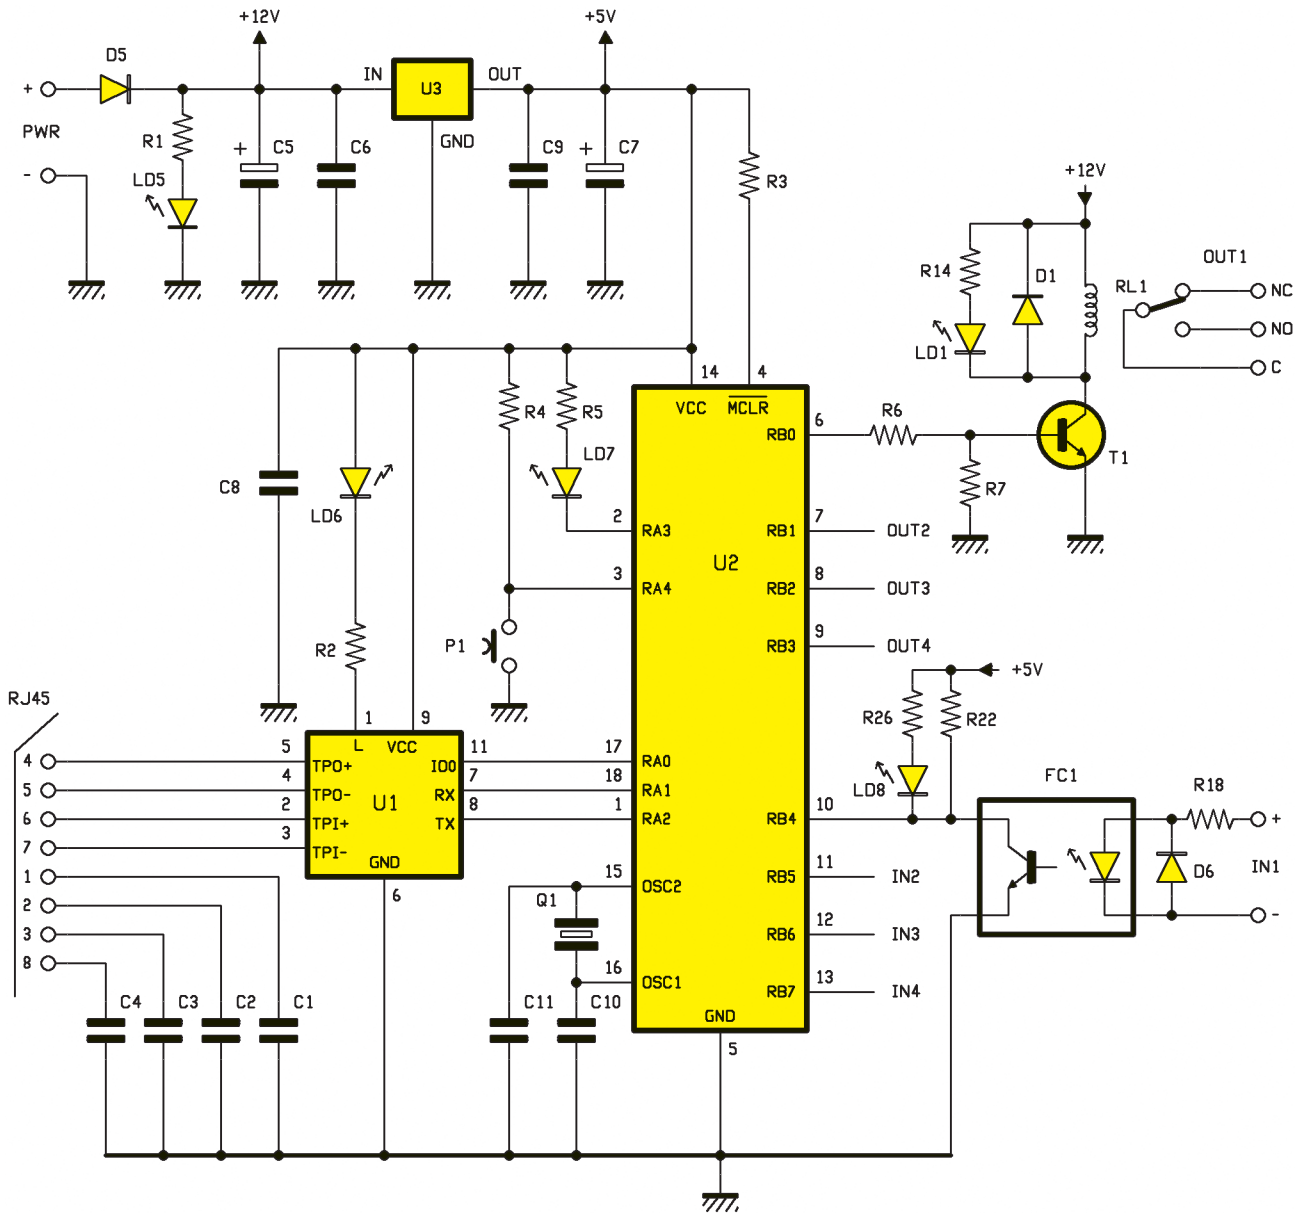 +12V
+5V
D5
IN
U3
OUT
+
PWR
-
R1
LD5
+
C5
C6
GND
C9
+
C7
R3
+12V
R14
LD1
D1
RL1
OUT1
NC
NO
C
14
4
VCC
MCLR
R4
R5
LD7
C8
LD6
R2
P1
2
RA3
3
RA4
U2
RB0
6
R6
R7
T1
RB1
7
OUT2
RB2
8
OUT3
RB3
9
OUT4
+5V
R26
R22
LD8
FC1
R18
+
D6
IN1
-
RJ45
4
5
6
7
1
2
3
8
1
9
L
VCC
5
TPO+
4
TPO-
2
TPI+
3
TPI-
U1
IO0
11
RX
7
TX
8
GND
6
17
RA0
18
RA1
1
RA2
15
OSC2
16
OSC1
Q1
RB4
10
RB5
11
IN2
RB6
12
IN3
RB7
13
IN4
C4
C3
C2
C1
C11
C10
GND
5